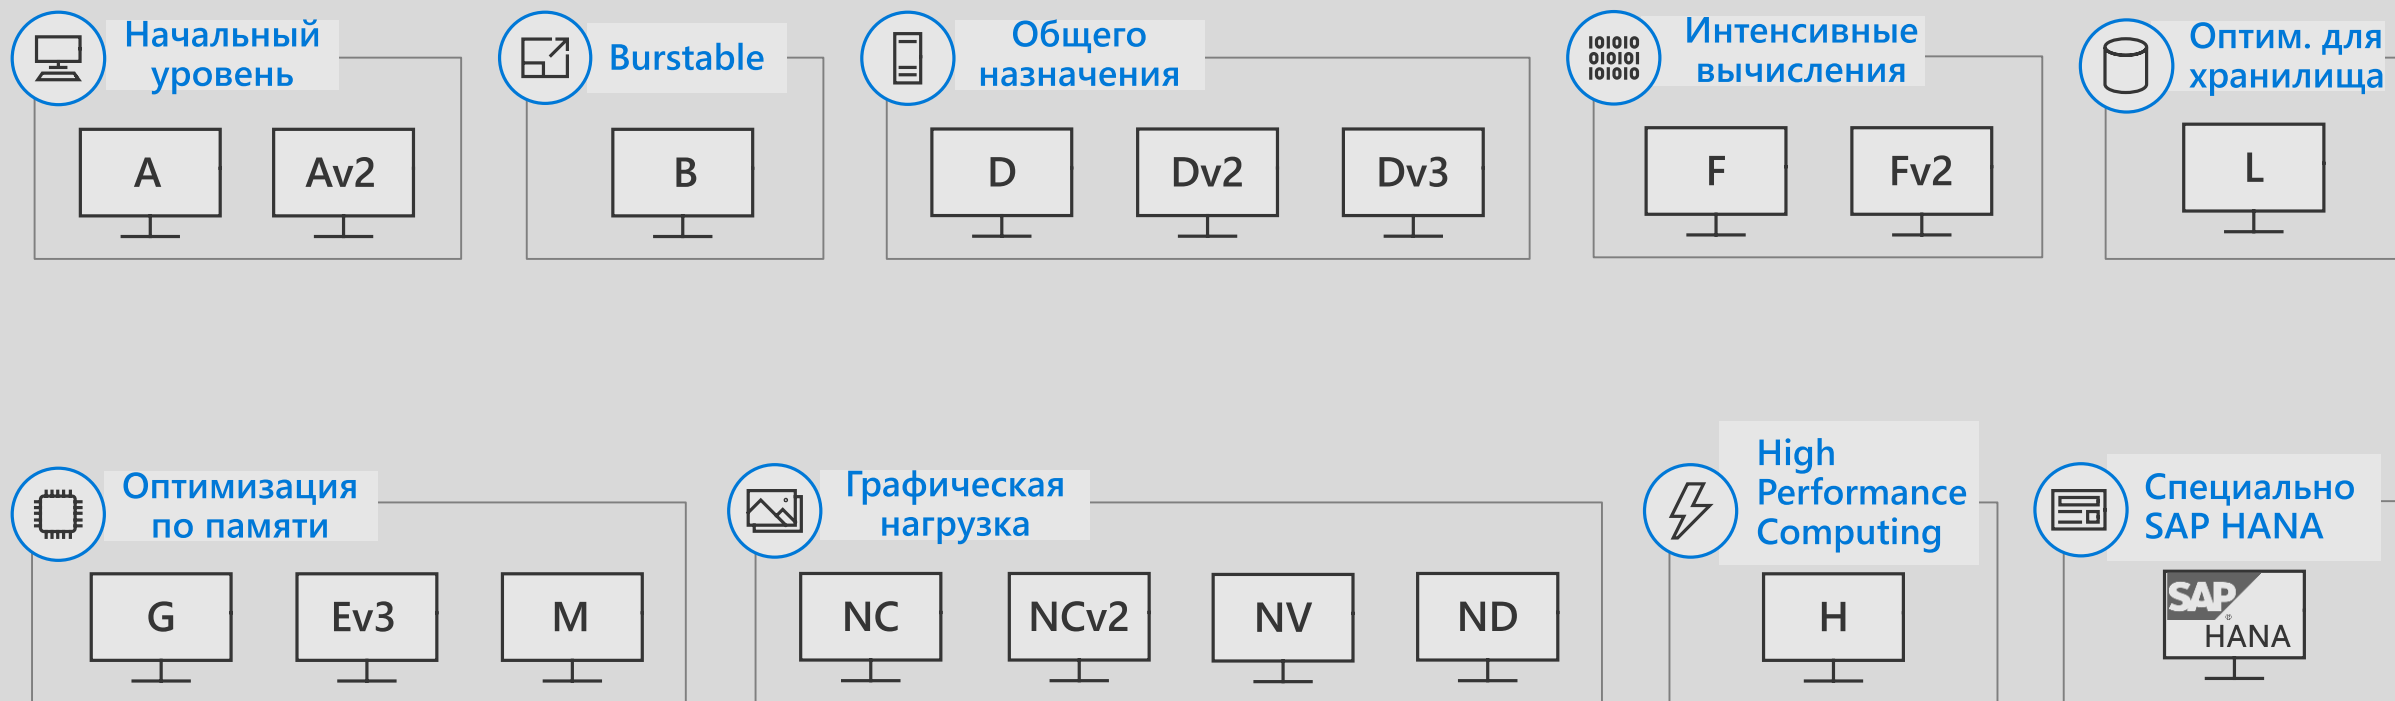 Начальный
уровень
A
Av2
Burstable
B
Общего
назначения
D
Dv2
Dv3
Интенсивные
вычисления
F
Fv2
Оптим. для
хранилища
L
Оптимизация
по памяти
G
Ev3
M
Графическая
нагрузка
NC
NCv2
NV
ND
High
Performance
Computing
H
Специально
SAP HANA
SAP®
HANA